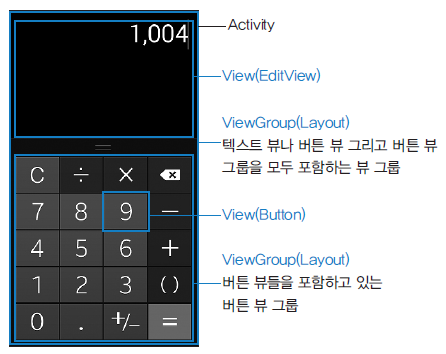 1,004
C ÷ × ⌫
7 8 9 −
4 5 6 +
1 2 3 ( )
0 . +/− =
Activity
View(EditView)
ViewGroup(Layout)
텍스트 뷰나 버튼 뷰 그리고 버튼 뷰
그룹을 모두 포함하는 뷰 그룹
View(Button)
ViewGroup(Layout)
버튼 뷰들을 포함하고 있는
버튼 뷰 그룹